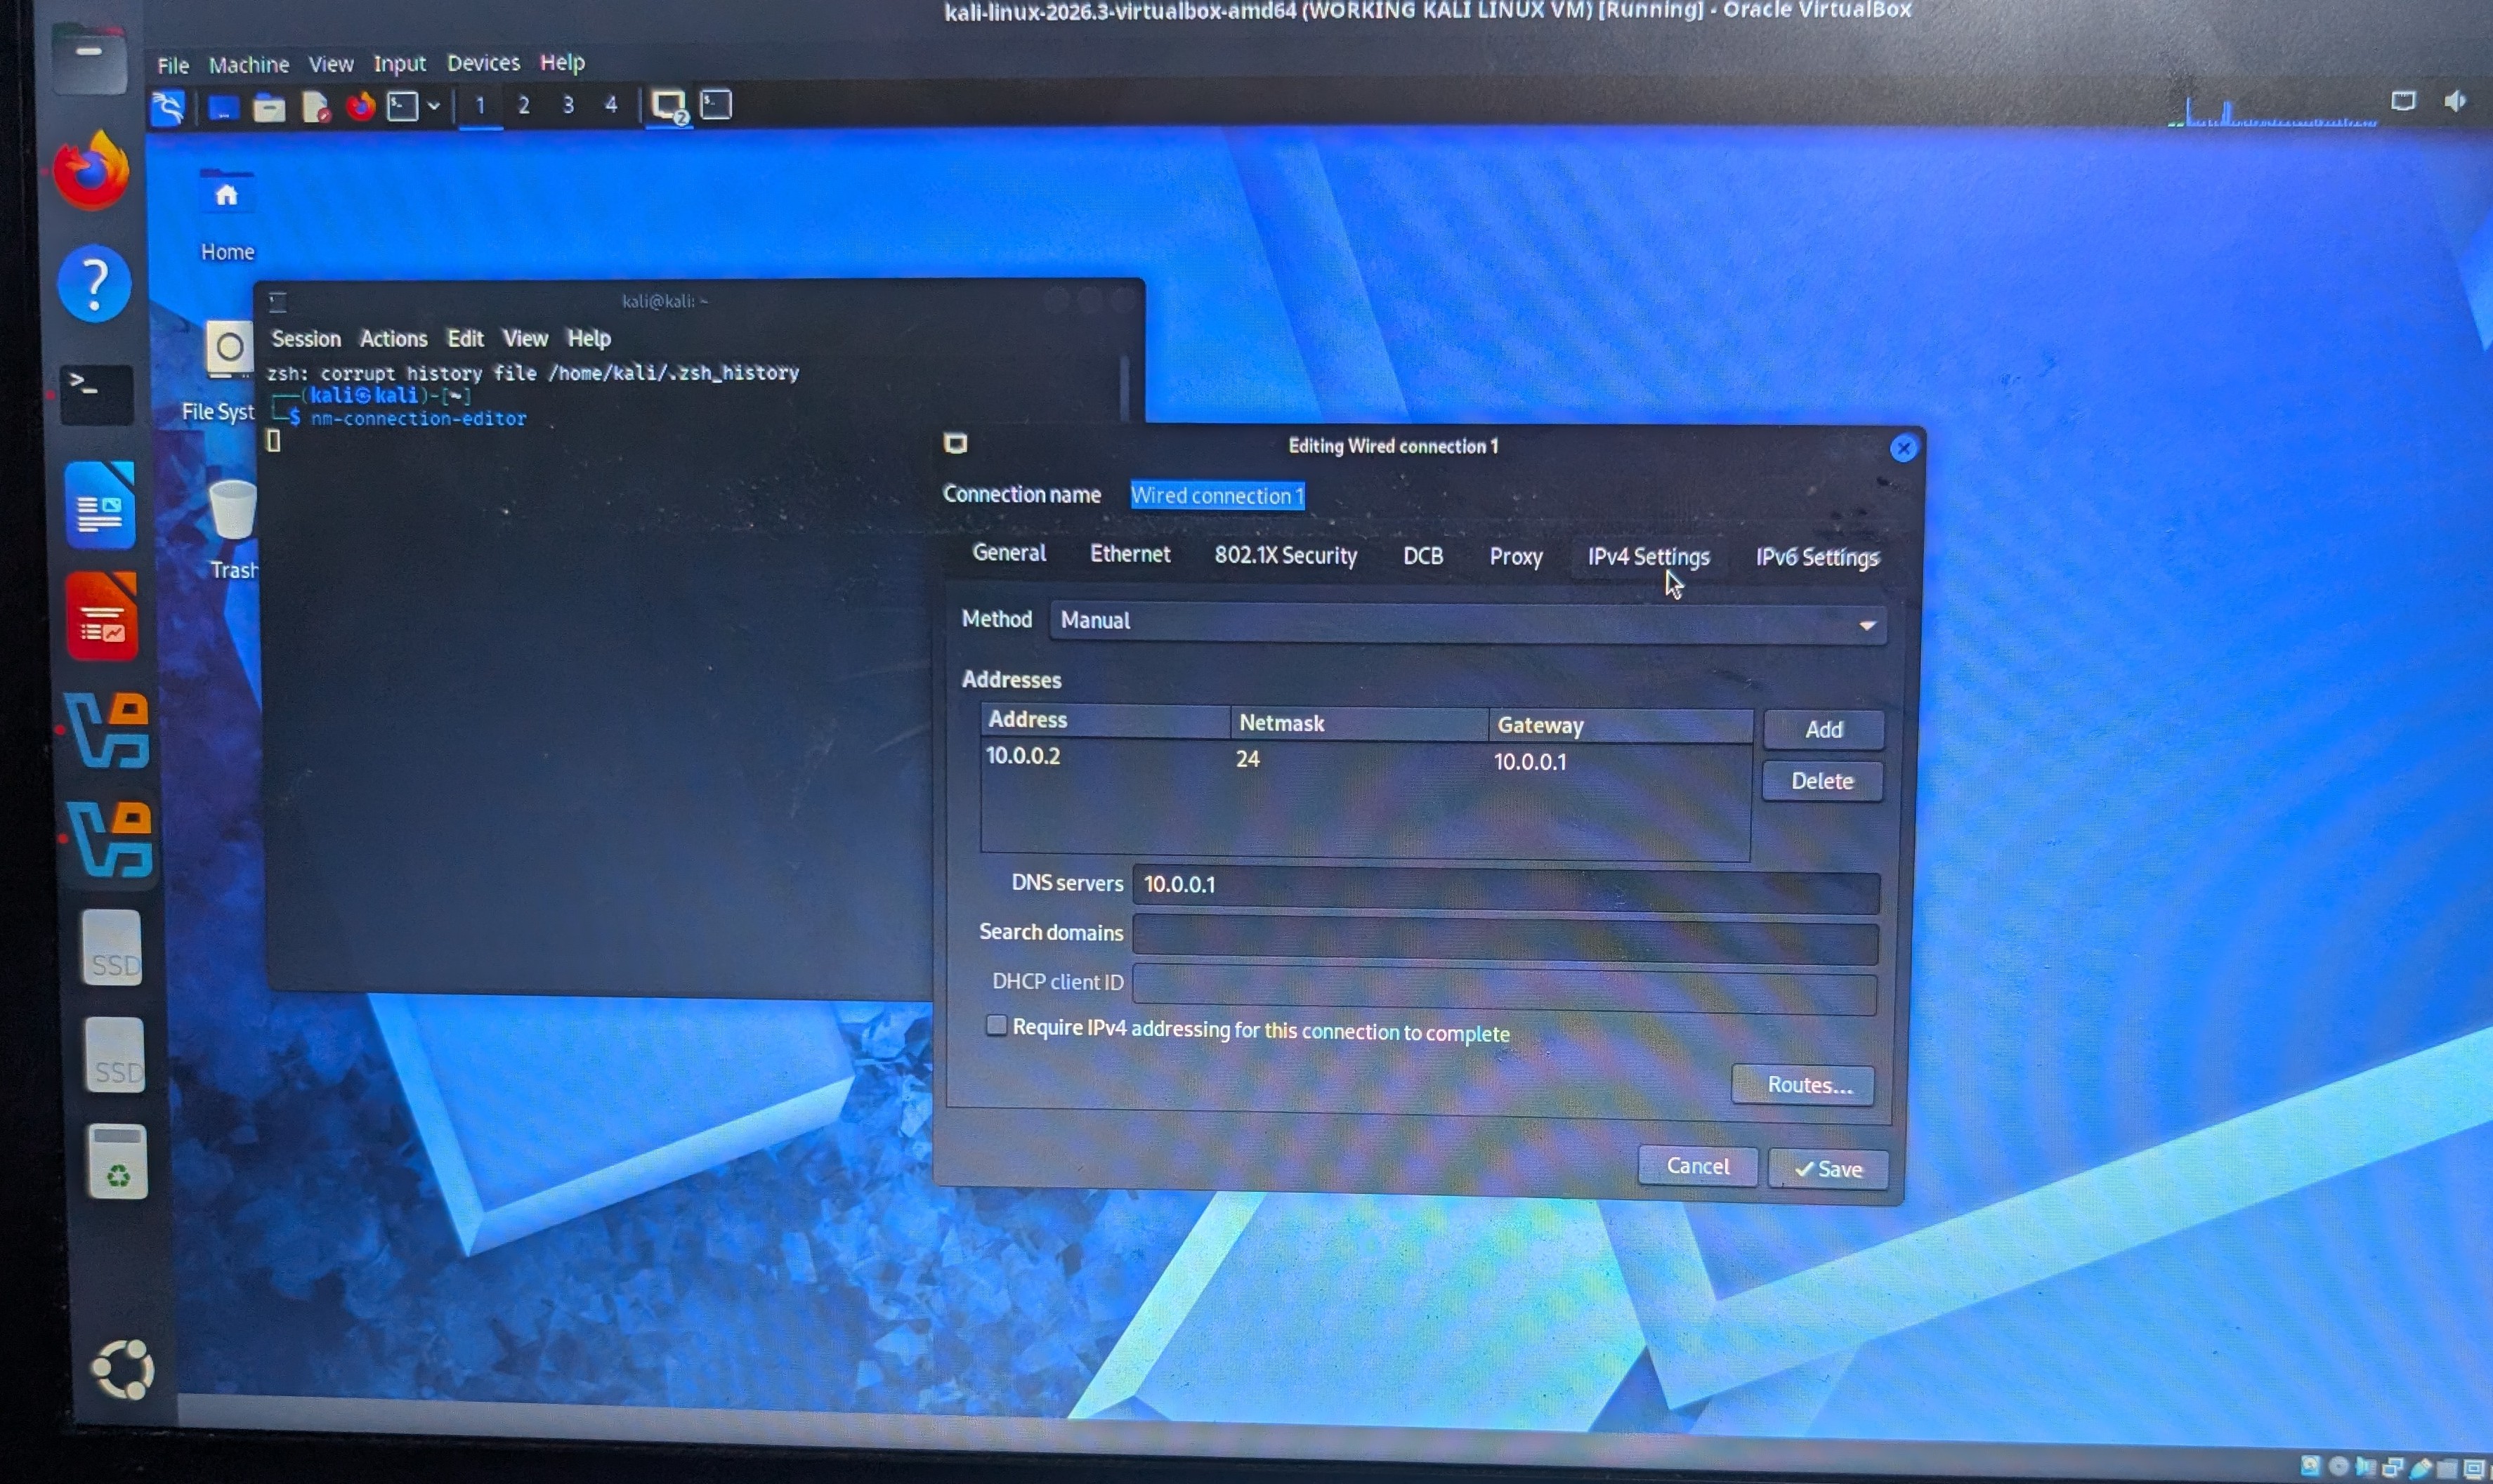 kali-linux-2026.3-virtualbox-amd64 (WORKING KALI LINUX VM) [Running] - Oracle VirtualBox
File Machine View Input Devices Help
1 2 3 4
2
Home
File Syst
Trash
kali@kali: ~
Session Actions Edit View Help
zsh: corrupt history file /home/kali/.zsh_history
(kali㉿kali)-[~]
$ nm-connection-editor
Editing Wired connection 1
Connection name Wired connection 1
General Ethernet 802.1X Security DCB Proxy IPv4 Settings IPv6 Settings
Method Manual
Addresses
Address Netmask Gateway
10.0.0.2 24 10.0.0.1
Add
Delete
DNS servers 10.0.0.1
Search domains
DHCP client ID
Require IPv4 addressing for this connection to complete
Routes...
Cancel Save
SSD
SSD